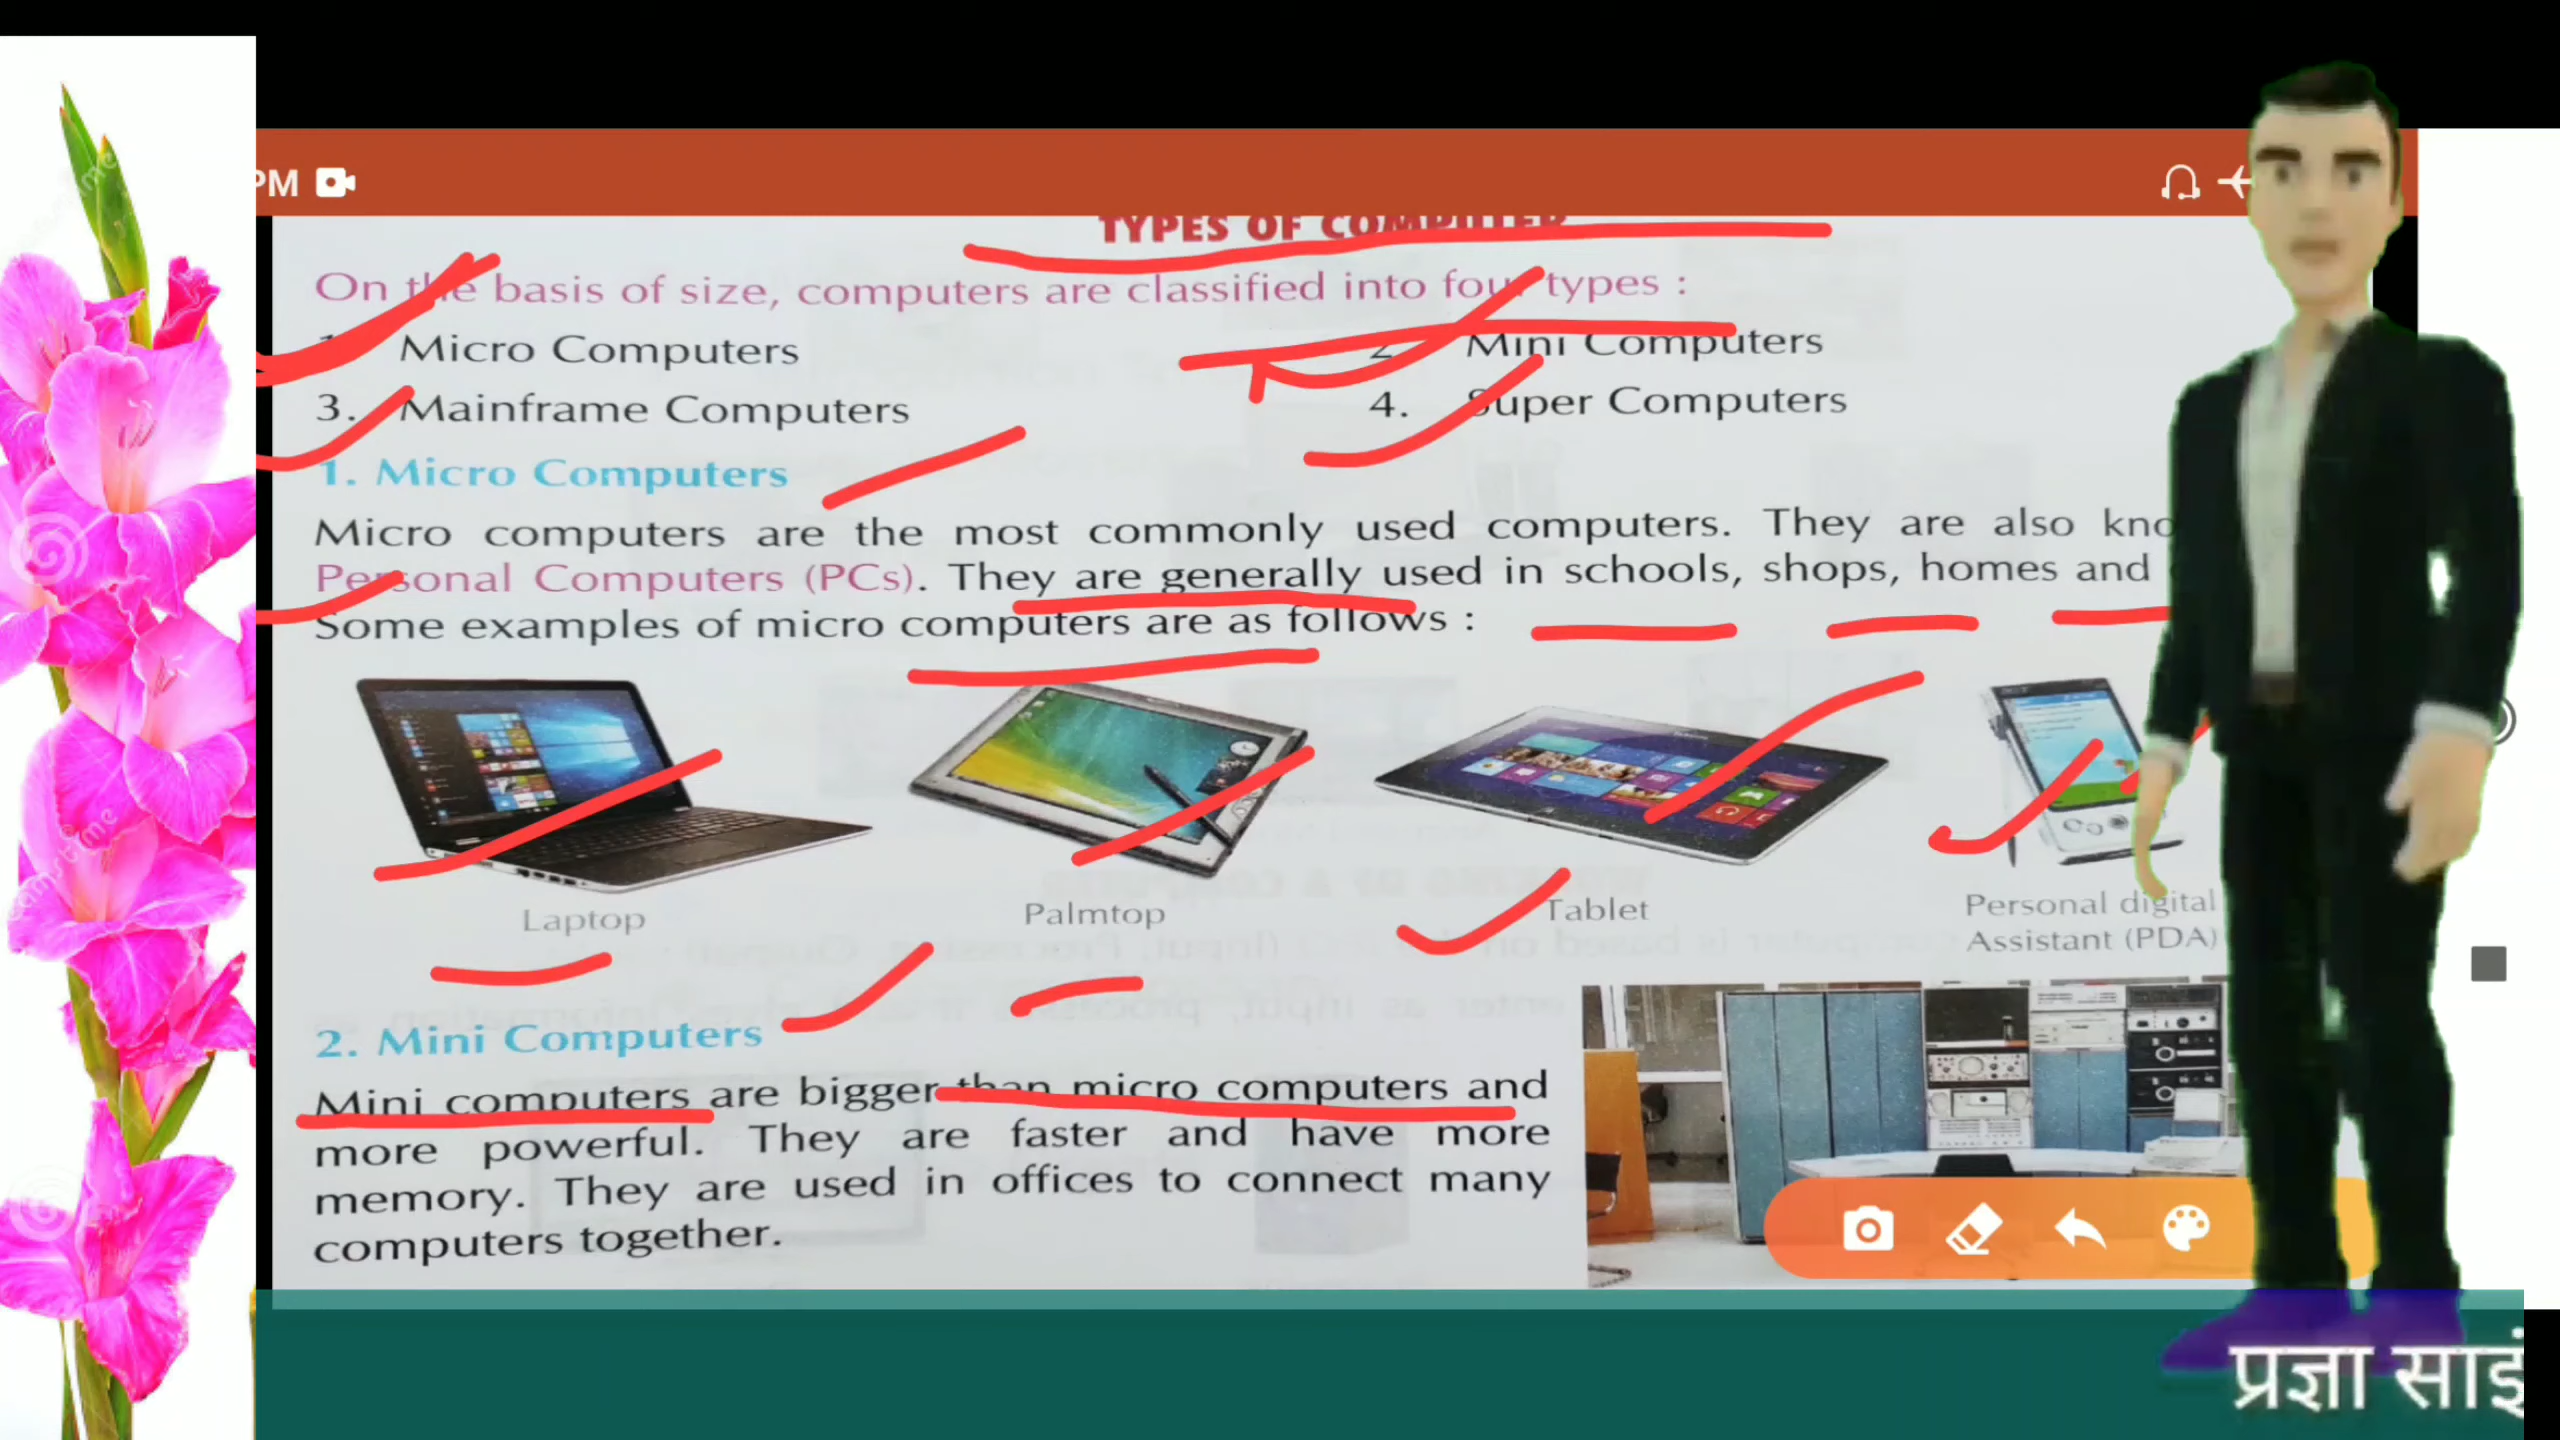 PM
TYPES OF COMPUTER
On the basis of size, computers are classified into four types :
Micro Computers
2. Mini Computers
3. Mainframe Computers
4. Super Computers
1. Micro Computers
Micro computers are the most commonly used computers. They are also
Personal Computers (PCs). They are generally used in schools, shops, homes and
Some examples of micro computers are as follows :
Laptop
Palmtop
Tablet
Personal digital
Assistant (PDA)
2. Mini Computers
Mini computers are bigger than micro computers and
more powerful. They are faster and have more
memory. They are used in offices to connect many
computers together.
प्रज्ञा